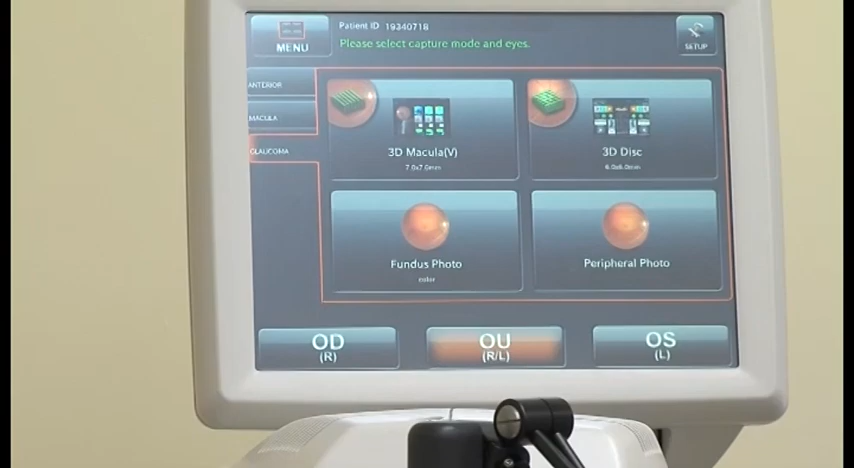 MENU
Patient ID 19340718
Please select capture mode and eyes.
SETUP
ANTERIOR
MACULA
GLAUCOMA
3D Macula(V)
7.0x7.0mm
3D Disc
6.0x6.0mm
Fundus Photo
color
Peripheral Photo
OD
(R)
OU
(R/L)
OS
(L)